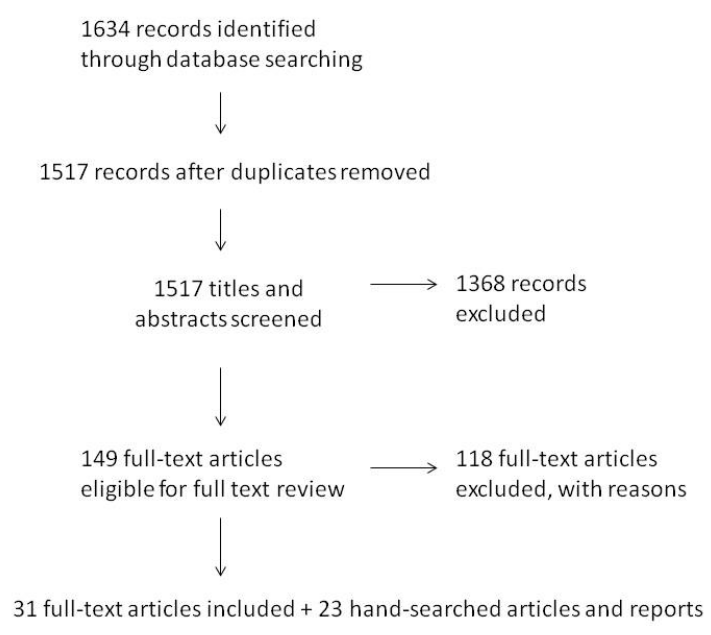 1634 records identified
through database searching
1517 records after duplicates removed
1517 titles and
abstracts screened
1368 records
excluded
149 full-text articles
eligible for full text review
118 full-text articles
excluded, with reasons
31 full-text articles included + 23 hand-searched articles and reports